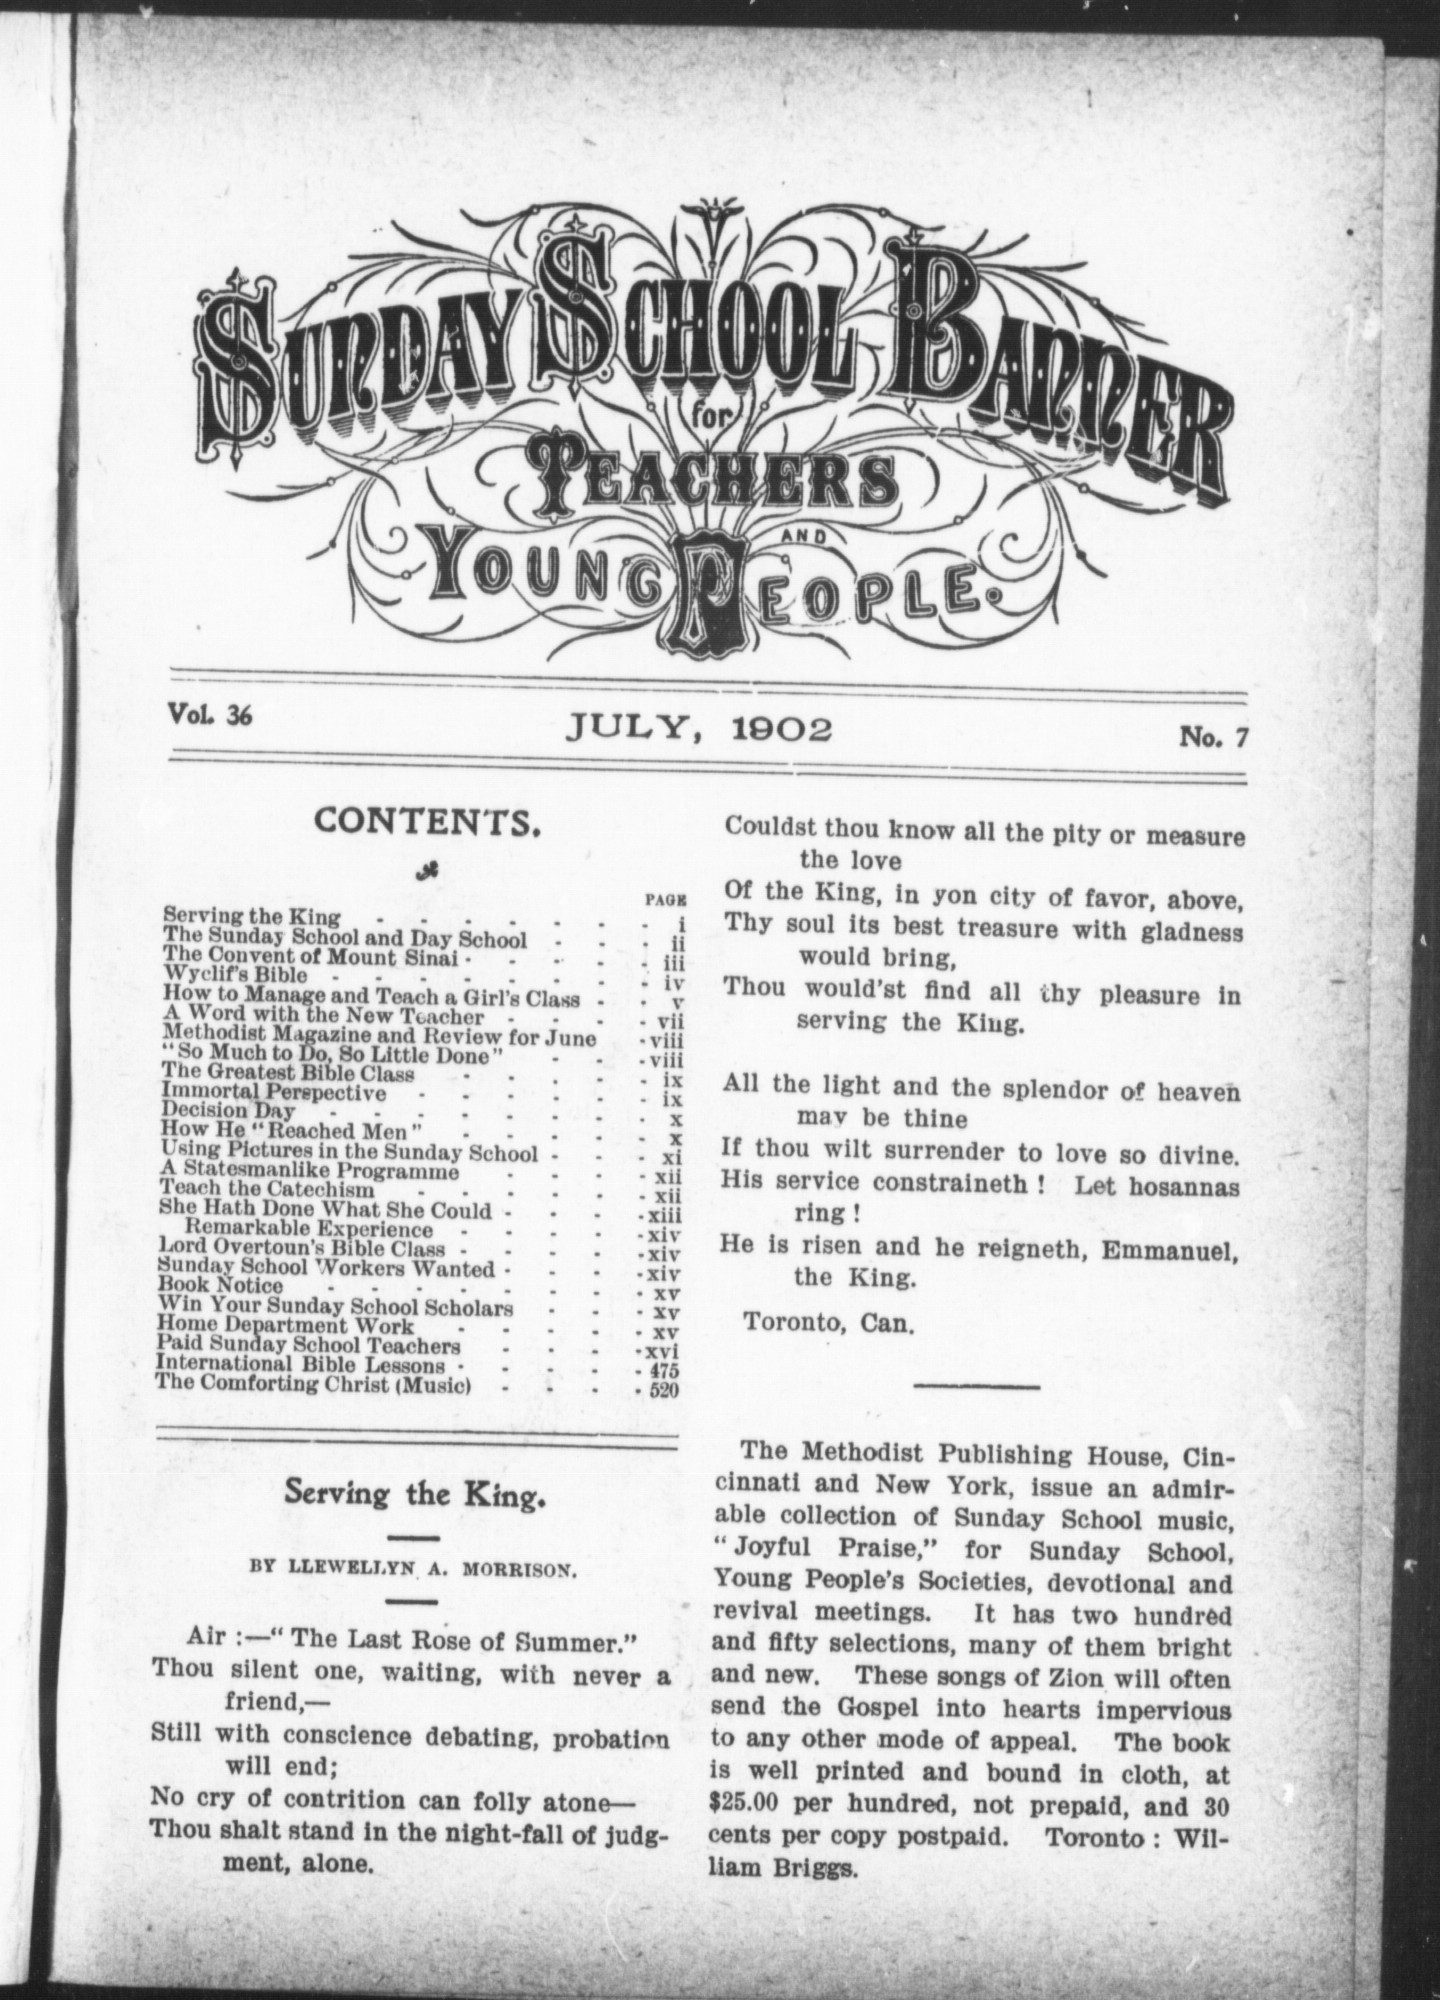 SUNDAY SCHOOL BANNER
for
TEACHERS
AND
YOUNG PEOPLE.
Vol. 36 JULY, 1902 No. 7
CONTENTS.
PAGE
Serving the King - - - - - - - i
The Sunday School and Day School - - - ii
The Convent of Mount Sinai - - - - - iii
Wyclif's Bible - - - - - - - - iv
How to Manage and Teach a Girl's Class - - v
A Word with the New Teacher - - - - vii
Methodist Magazine and Review for June - viii
"So Much to Do, So Little Done" - - - viii
The Greatest Bible Class - - - - - ix
Immortal Perspective - - - - - - ix
Decision Day - - - - - - - - x
How He "Reached Men" - - - - - x
Using Pictures in the Sunday School - - - xi
A Statesmanlike Programme - - - - xii
Teach the Catechism - - - - - - xii
She Hath Done What She Could - - - - xiii
Remarkable Experience - - - - - xiv
Lord Overtoun's Bible Class - - - - - xiv
Sunday School Workers Wanted - - - - xiv
Book Notice - - - - - - - - xv
Win Your Sunday School Scholars - - - xv
Home Department Work - - - - - xv
Paid Sunday School Teachers - - - - xvi
International Bible Lessons - - - - - 475
The Comforting Christ (Music) - - - - 520
Serving the King.
BY LLEWELLYN A. MORRISON.
Air :—"The Last Rose of Summer."
Thou silent one, waiting, with never a
friend,—
Still with conscience debating, probation
will end;
No cry of contrition can folly atone—
Thou shalt stand in the night-fall of judg-
ment, alone.
Couldst thou know all the pity or measure
the love
Of the King, in yon city of favor, above,
Thy soul its best treasure with gladness
would bring,
Thou would'st find all thy pleasure in
serving the King.
All the light and the splendor of heaven
may be thine
If thou wilt surrender to love so divine.
His service constraineth ! Let hosannas
ring !
He is risen and he reigneth, Emmanuel,
the King.
Toronto, Can.
The Methodist Publishing House, Cin-
cinnati and New York, issue an admir-
able collection of Sunday School music,
"Joyful Praise," for Sunday School,
Young People's Societies, devotional and
revival meetings. It has two hundred
and fifty selections, many of them bright
and new. These songs of Zion will often
send the Gospel into hearts impervious
to any other mode of appeal. The book
is well printed and bound in cloth, at
$25.00 per hundred, not prepaid, and 30
cents per copy postpaid. Toronto : Wil-
liam Briggs.